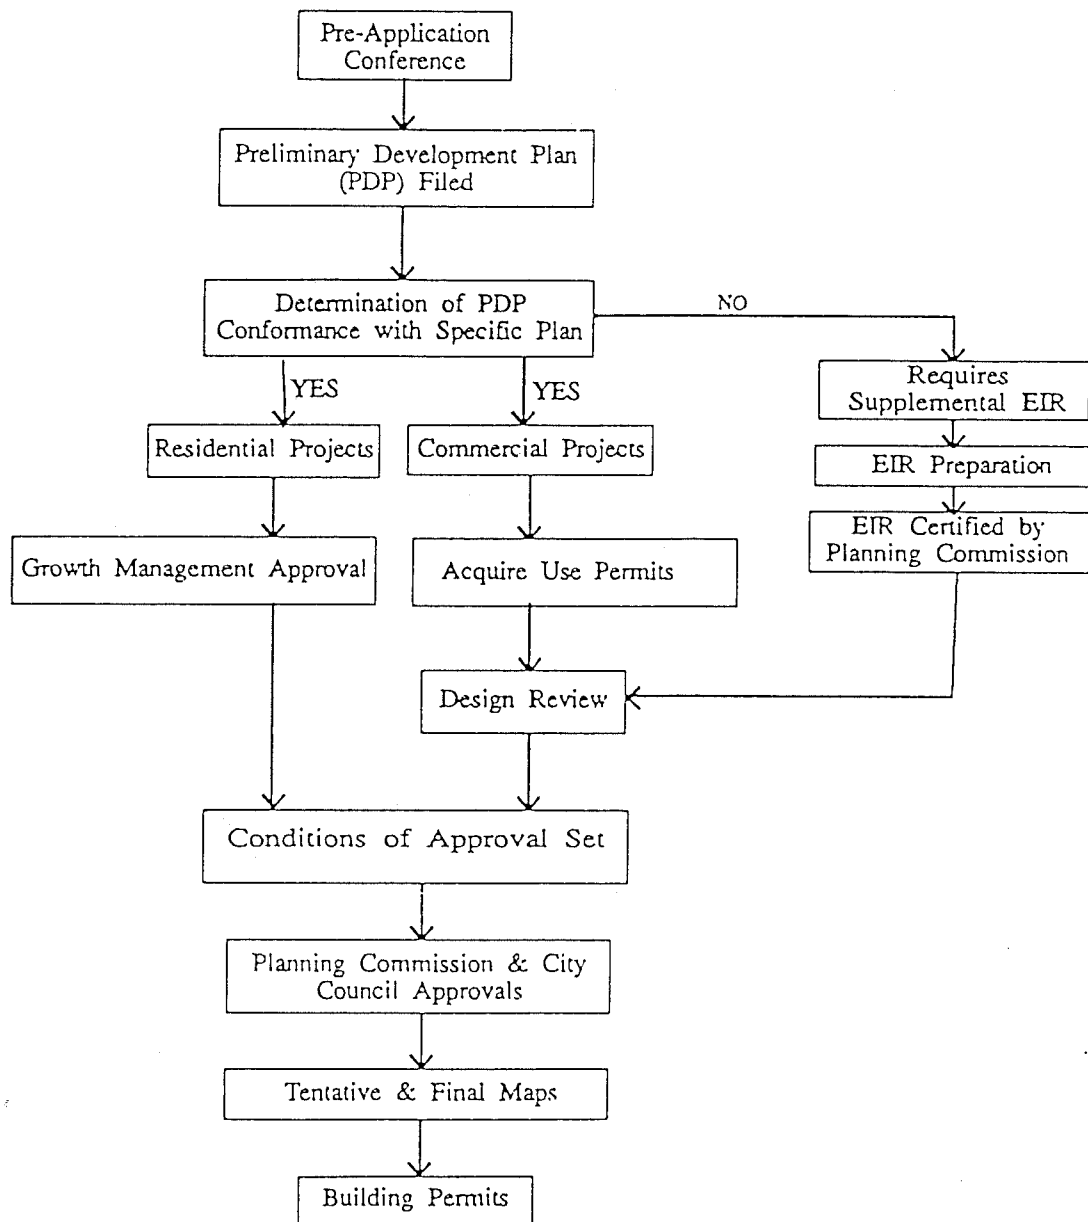 Pre-Application
Conference
Preliminary Development Plan
(PDP) Filed
Determination of PDP
Conformance with Specific Plan
NO
YES
YES
Requires
Supplemental EIR
Residential Projects
Commercial Projects
EIR Preparation
EIR Certified by
Planning Commission
Growth Management Approval
Acquire Use Permits
Design Review
Conditions of Approval Set
Planning Commission & City
Council Approvals
Tentative & Final Maps
Building Permits